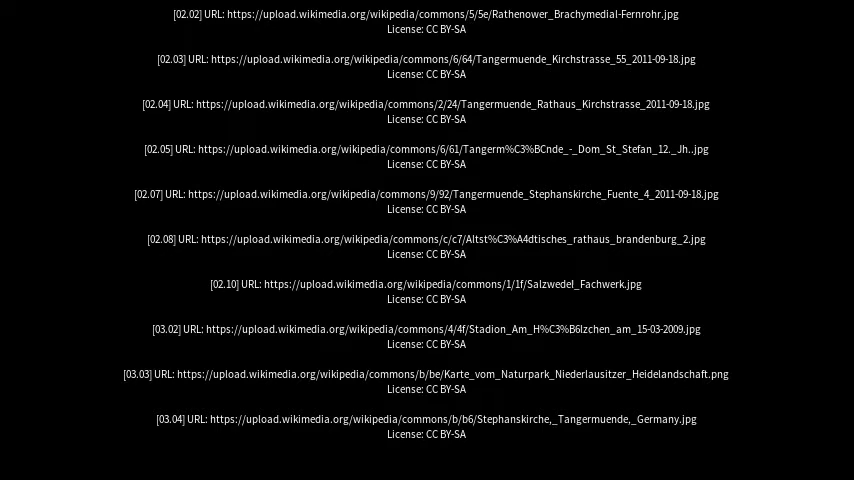 [02.02] URL: https://upload.wikimedia.org/wikipedia/commons/5/5e/Rathenower_Brachymedial-Fernrohr.jpg
License: CC BY-SA
[02.03] URL: https://upload.wikimedia.org/wikipedia/commons/6/64/Tangermuende_Kirchstrasse_55_2011-09-18.jpg
License: CC BY-SA
[02.04] URL: https://upload.wikimedia.org/wikipedia/commons/2/24/Tangermuende_Rathaus_Kirchstrasse_2011-09-18.jpg
License: CC BY-SA
[02.05] URL: https://upload.wikimedia.org/wikipedia/commons/6/61/Tangerm%C3%BCnde_-_Dom_St_Stefan_12._Jh..jpg
License: CC BY-SA
[02.07] URL: https://upload.wikimedia.org/wikipedia/commons/9/92/Tangermuende_Stephanskirche_Fuente_4_2011-09-18.jpg
License: CC BY-SA
[02.08] URL: https://upload.wikimedia.org/wikipedia/commons/c/c7/Altst%C3%A4dtisches_rathaus_brandenburg_2.jpg
License: CC BY-SA
[02.10] URL: https://upload.wikimedia.org/wikipedia/commons/1/1f/Salzwedel_Fachwerk.jpg
License: CC BY-SA
[03.02] URL: https://upload.wikimedia.org/wikipedia/commons/4/4f/Stadion_Am_H%C3%B6lzchen_am_15-03-2009.jpg
License: CC BY-SA
[03.03] URL: https://upload.wikimedia.org/wikipedia/commons/b/be/Karte_vom_Naturpark_Niederlausitzer_Heidelandschaft.png
License: CC BY-SA
[03.04] URL: https://upload.wikimedia.org/wikipedia/commons/b/b6/Stephanskirche,_Tangermuende,_Germany.jpg
License: CC BY-SA